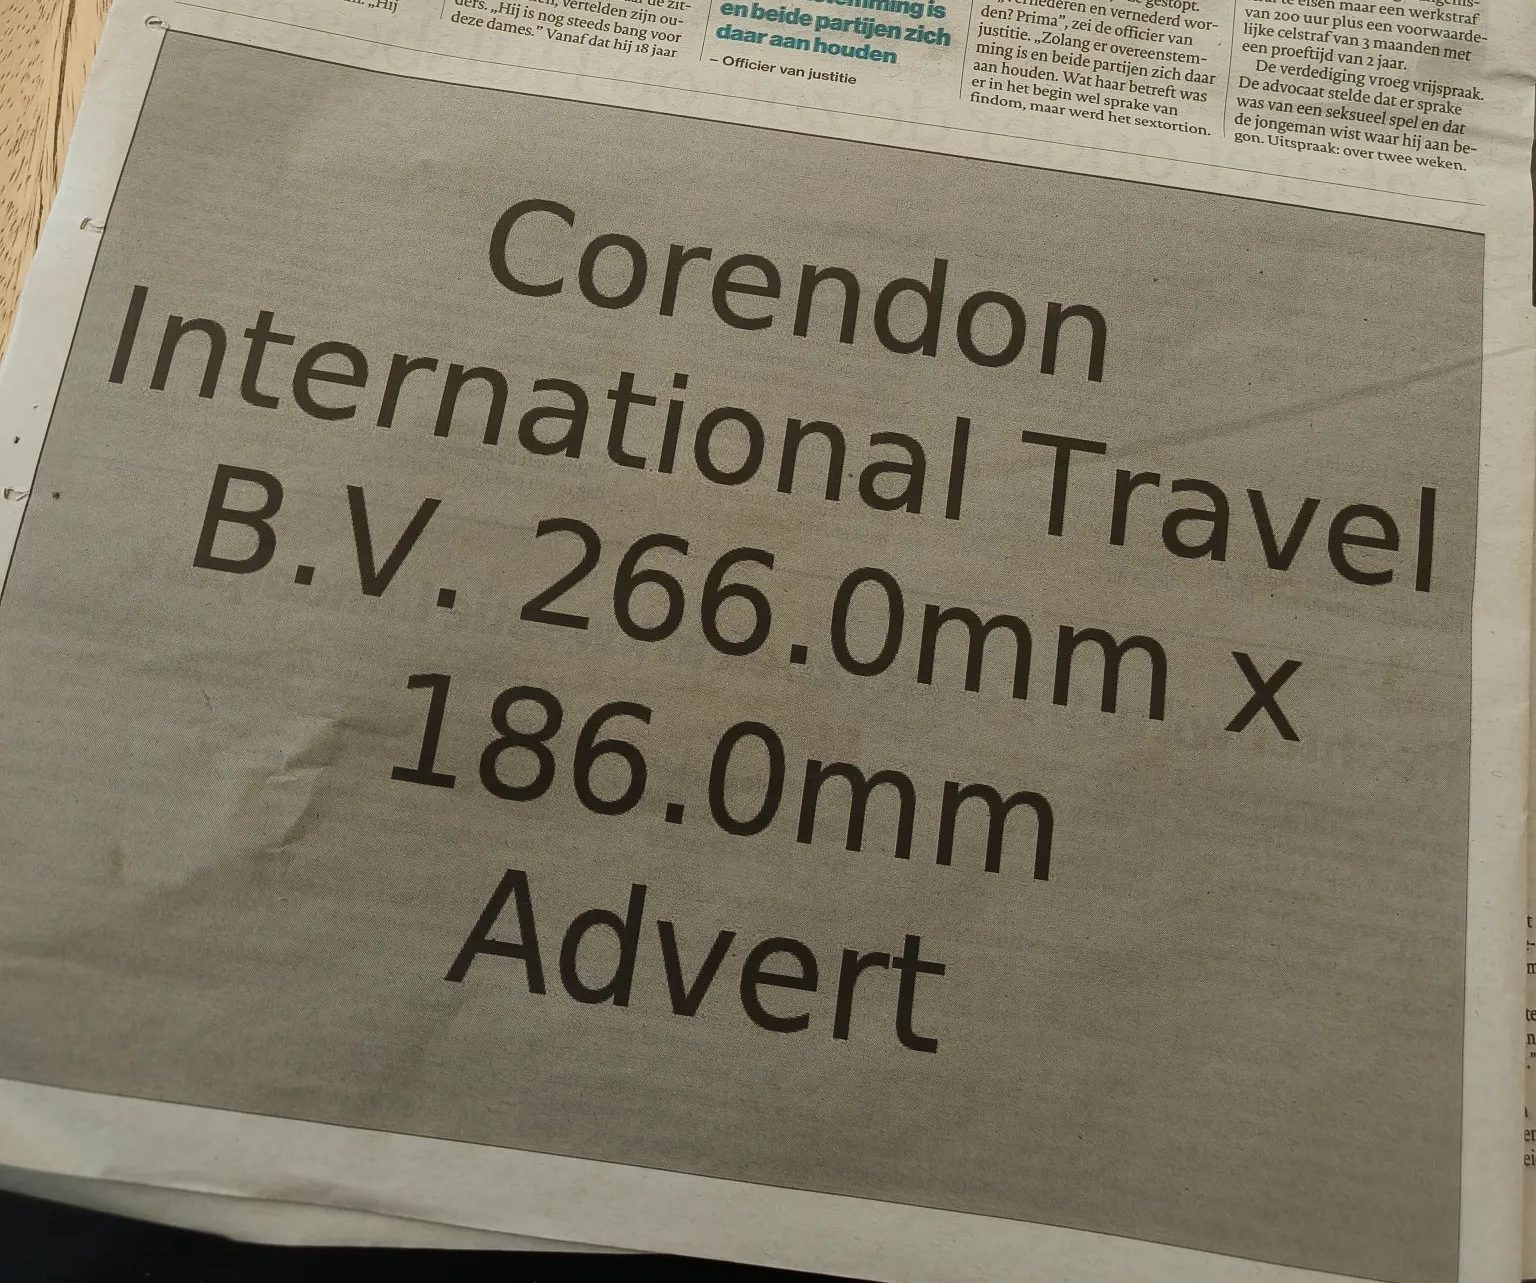 „Hij
ders. „Hij is nog steeds bang voor
deze dames.” Vanaf dat hij 18 jaar
en beide partijen zich
daar aan houden
– Officier van justitie
den? Prima”, zei de officier van
justitie. „Zolang er overeenstem-
ming is en beide partijen zich daar
aan houden. Wat haar betreft was
er in het begin wel sprake van
findom, maar werd het sextortion.
eisen maar een werkstraf
van 200 uur plus een voorwaarde-
lijke celstraf van 3 maanden met
een proeftijd van 2 jaar.
De verdediging vroeg vrijspraak.
De advocaat stelde dat er sprake
was van een seksueel spel en dat
de jongeman wist waar hij aan be-
gon. Uitspraak: over twee weken.
Corendon
International Travel
B.V. 266.0mm x
186.0mm
Advert